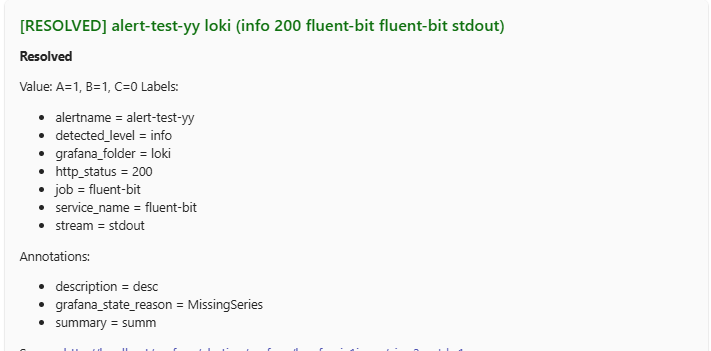 [RESOLVED] alert-test-yy loki (info 200 fluent-bit fluent-bit stdout)
Resolved
Value: A=1, B=1, C=0 Labels:
alertname = alert-test-yy
detected_level = info
grafana_folder = loki
http_status = 200
job = fluent-bit
service_name = fluent-bit
stream = stdout
Annotations:
description = desc
grafana_state_reason = MissingSeries
summary = summ